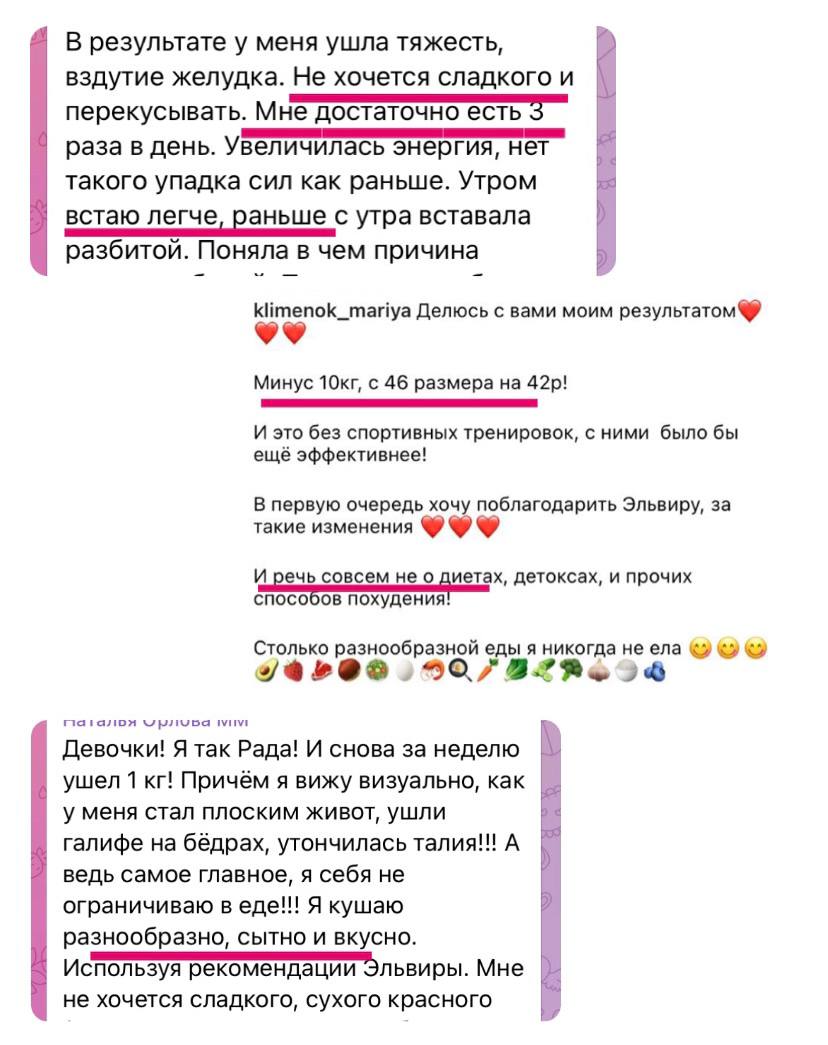 В результате у меня ушла тяжесть,
вздутие желудка. Не хочется сладкого и
перекусывать. Мне достаточно есть 3
раза в день. Увеличилась энергия, нет
такого упадка сил как раньше. Утром
встаю легче, раньше с утра вставала
разбитой. Поняла в чем причина
klimenok_mariya Делюсь с вами моим результатом❤️
❤️❤️
Минус 10кг, с 46 размера на 42р!
И это без спортивных тренировок, с ними было бы
ещё эффективнее!
В первую очередь хочу поблагодарить Эльвиру, за
такие изменения ❤️❤️❤️
И речь совсем не о диетах, детоксах, и прочих
способов похудения!
Столько разнообразной еды я никогда не ела 😋😋😋
🥑🍓🥩🥥🥗🥚🍤🍳🥕🥬🥒🥦🧄🍚🫐
Наталья Орлова ММ
Девочки! Я так Рада! И снова за неделю
ушел 1 кг! Причём я вижу визуально, как
у меня стал плоским живот, ушли
галифе на бёдрах, утончилась талия!!! А
ведь самое главное, я себя не
ограничиваю в еде!!! Я кушаю
разнообразно, сытно и вкусно.
Используя рекомендации Эльвиры. Мне
не хочется сладкого, сухого красного